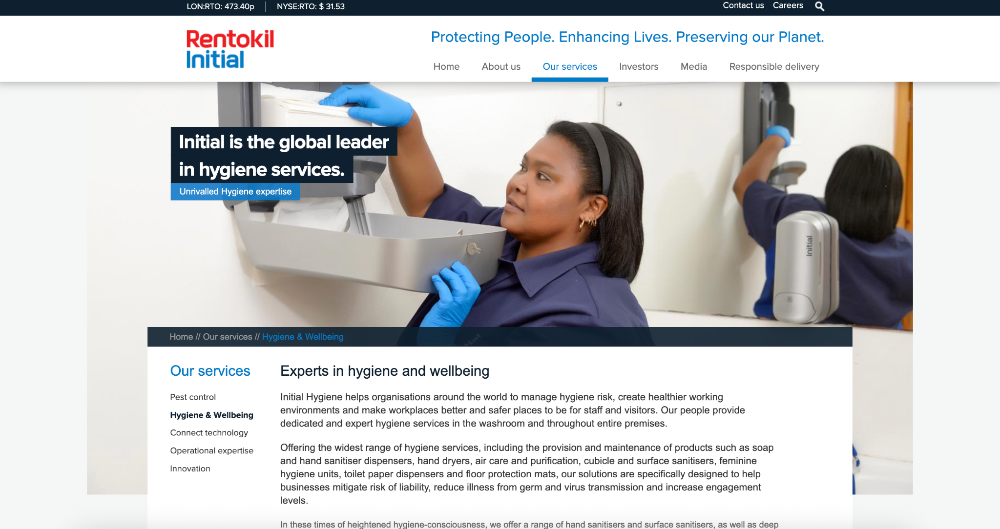 LON:RTO: 473.40p
NYSE:RTO: $ 31.53
Contact us
Careers
Rentokil
Initial
Protecting People. Enhancing Lives. Preserving our Planet.
Home
About us
Our services
Investors
Media
Responsible delivery
Initial is the global leader
in hygiene services.
Unrivalled Hygiene expertise
Initial
Home // Our services // Hygiene & Wellbeing
Our services
Pest control
Hygiene & Wellbeing
Connect technology
Operational expertise
Innovation
Experts in hygiene and wellbeing
Initial Hygiene helps organisations around the world to manage hygiene risk, create healthier working
environments and make workplaces better and safer places to be for staff and visitors. Our people provide
dedicated and expert hygiene services in the washroom and throughout entire premises.
Offering the widest range of hygiene services, including the provision and maintenance of products such as soap
and hand sanitiser dispensers, hand dryers, air care and purification, cubicle and surface sanitisers, feminine
hygiene units, toilet paper dispensers and floor protection mats, our solutions are specifically designed to help
businesses mitigate risk of liability, reduce illness from germ and virus transmission and increase engagement
levels.
In these times of heightened hygiene-consciousness, we offer a range of hand sanitisers and surface sanitisers, as well as deep